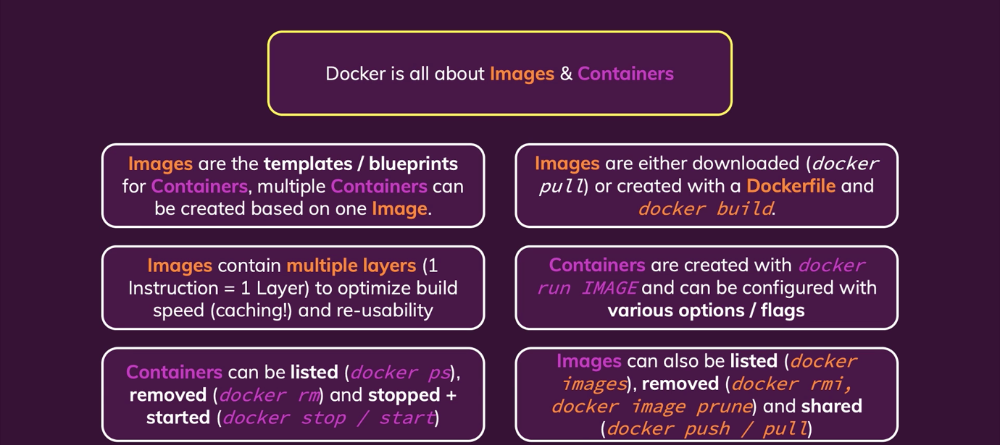 Docker is all about Images & Containers
Images are the templates / blueprints
for Containers, multiple Containers can
be created based on one Image.
Images are either downloaded (docker
pull) or created with a Dockerfile and
docker build.
Images contain multiple layers (1
Instruction = 1 Layer) to optimize build
speed (caching!) and re-usability
Containers are created with docker
run IMAGE and can be configured with
various options / flags
Containers can be listed (docker ps),
removed (docker rm) and stopped +
started (docker stop / start)
Images can also be listed (docker
images), removed (docker rmi,
docker image prune) and shared
(docker push / pull)